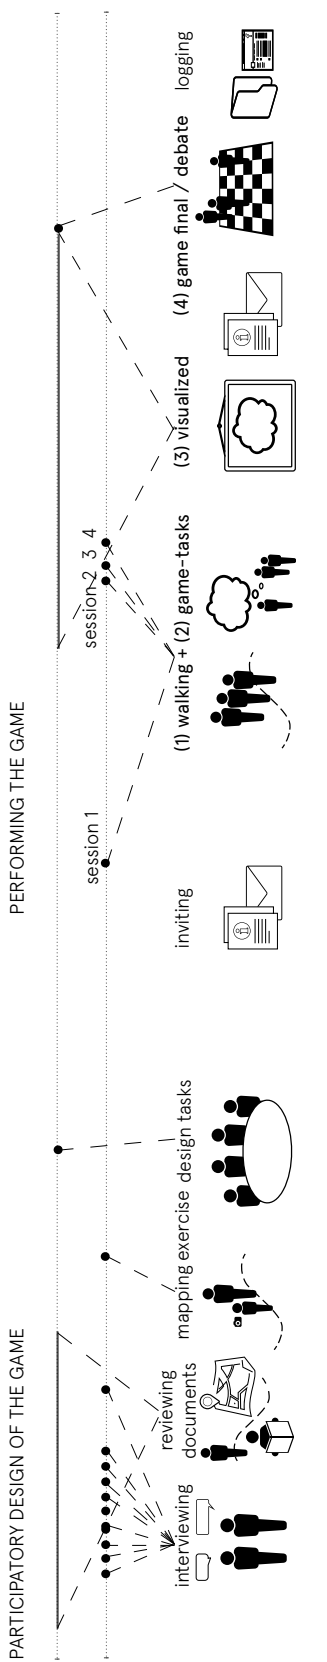 PARTICIPATORY DESIGN OF THE GAME
PERFORMING THE GAME
session 1
session 2 3 4
interviewing
reviewing
documents
mapping exercise
design tasks
inviting
(1) walking + (2) game-tasks
(3) visualized
(4) game final / debate
logging